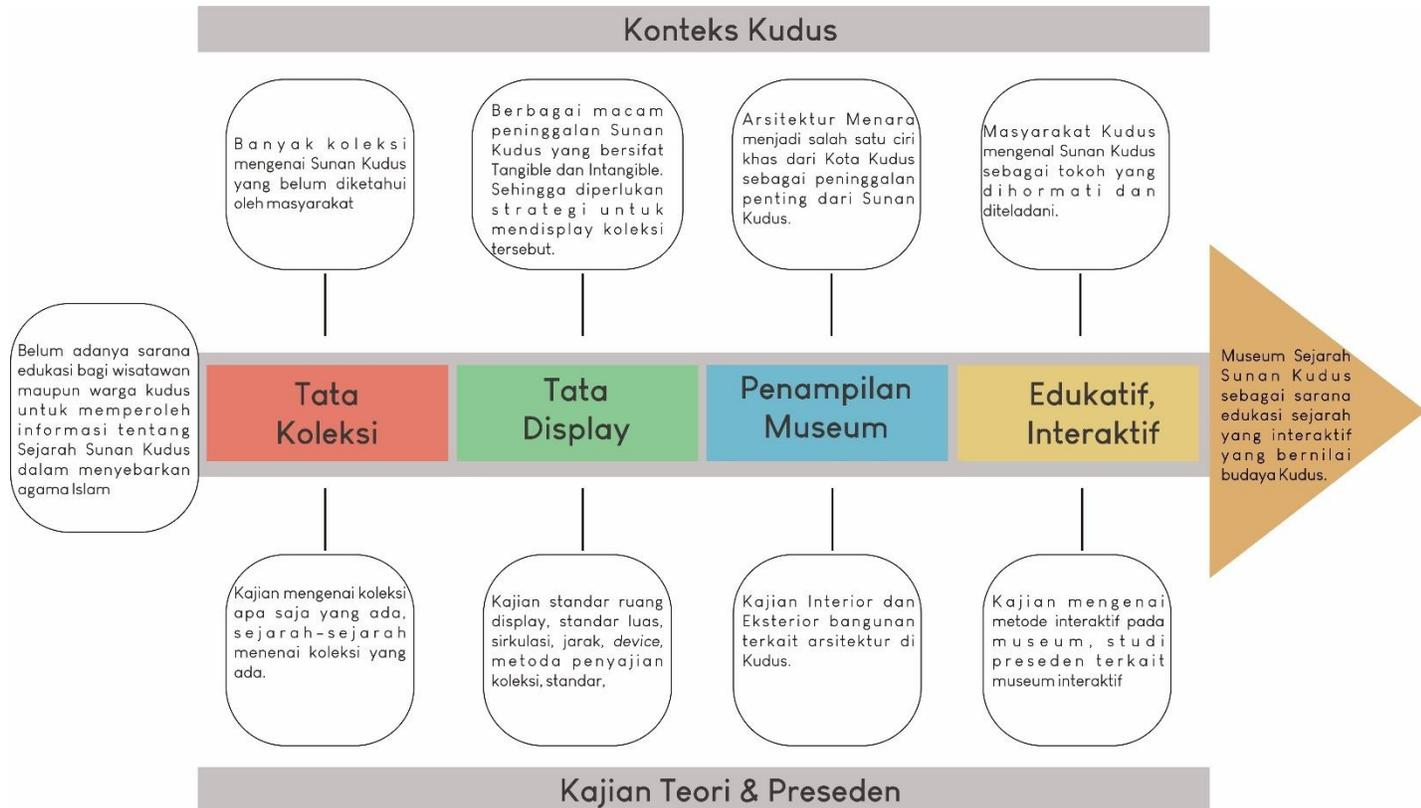 Konteks Kudus
Banyak koleksi
mengenai Sunan Kudus
yang belum diketahui
oleh masyarakat
Berbagai macam
peninggalan Sunan
Kudus yang bersifat
Tangible dan Intangible.
Sehingga diperlukan
strategi untuk
mendisplay koleksi
tersebut.
Arsitektur Menara
menjadi salah satu ciri
khas dari Kota Kudus
sebagai peninggalan
penting dari Sunan
Kudus.
Masyarakat Kudus
mengenal Sunan Kudus
sebagai tokoh yang
dihormati dan
diteladani.
Belum adanya sarana
edukasi bagi wisatawan
maupun warga kudus
untuk memperoleh
informasi tentang
Sejarah Sunan Kudus
dalam menyebarkan
agama Islam
Tata
Koleksi
Tata
Display
Penampilan
Museum
Edukatif,
Interaktif
Museum Sejarah
Sunan Kudus
sebagai sarana
edukasi sejarah
yang interaktif
yang bernilai
budaya Kudus.
Kajian mengenai koleksi
apa saja yang ada,
sejarah-sejarah
menenai koleksi yang
ada.
Kajian standar ruang
display, standar luas,
sirkulasi, jarak, device,
metoda penyajian
koleksi, standar,
Kajian Interior dan
Eksterior bangunan
terkait arsitektur di
Kudus.
Kajian mengenai
metode interaktif pada
museum, studi
preseden terkait
museum interaktif
Kajian Teori & Preseden